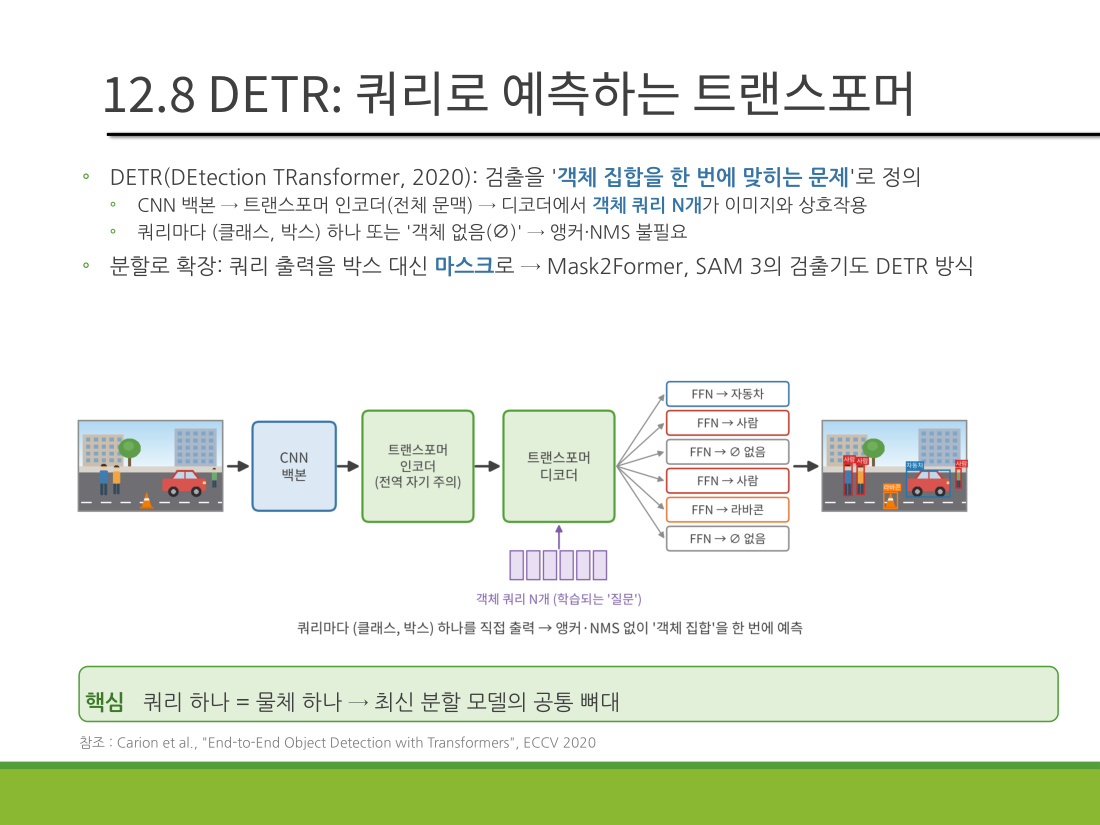 12.8 DETR: 쿼리로 예측하는 트랜스포머
◦ DETR(DEtection TRansformer, 2020): 검출을 '객체 집합을 한 번에 맞히는 문제'로 정의
◦ CNN 백본 → 트랜스포머 인코더(전체 문맥) → 디코더에서 객체 쿼리 N개가 이미지와 상호작용
◦ 쿼리마다 (클래스, 박스) 하나 또는 '객체 없음(∅)' → 앵커·NMS 불필요
◦ 분할로 확장: 쿼리 출력을 박스 대신 마스크로 → Mask2Former, SAM 3의 검출기도 DETR 방식
CNN
백본
트랜스포머
인코더
(전역 자기 주의)
트랜스포머
디코더
FFN → 자동차
FFN → 사람
FFN → ∅ 없음
FFN → 사람
FFN → 라바콘
FFN → ∅ 없음
사람 사람 자동차 사람
라바콘
객체 쿼리 N개 (학습되는 '질문')
쿼리마다 (클래스, 박스) 하나를 직접 출력 → 앵커·NMS 없이 '객체 집합'을 한 번에 예측
핵심 쿼리 하나 = 물체 하나 → 최신 분할 모델의 공통 뼈대
참조 : Carion et al., "End-to-End Object Detection with Transformers", ECCV 2020